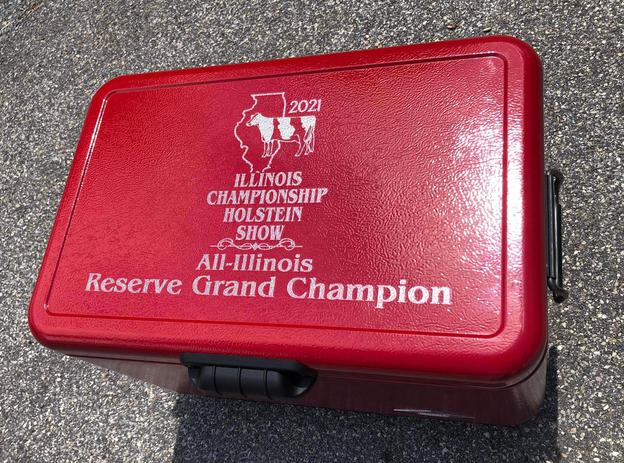 2021
ILLINOIS
CHAMPIONSHIP
HOLSTEIN
SHOW
All-Illinois
Reserve Grand Champion